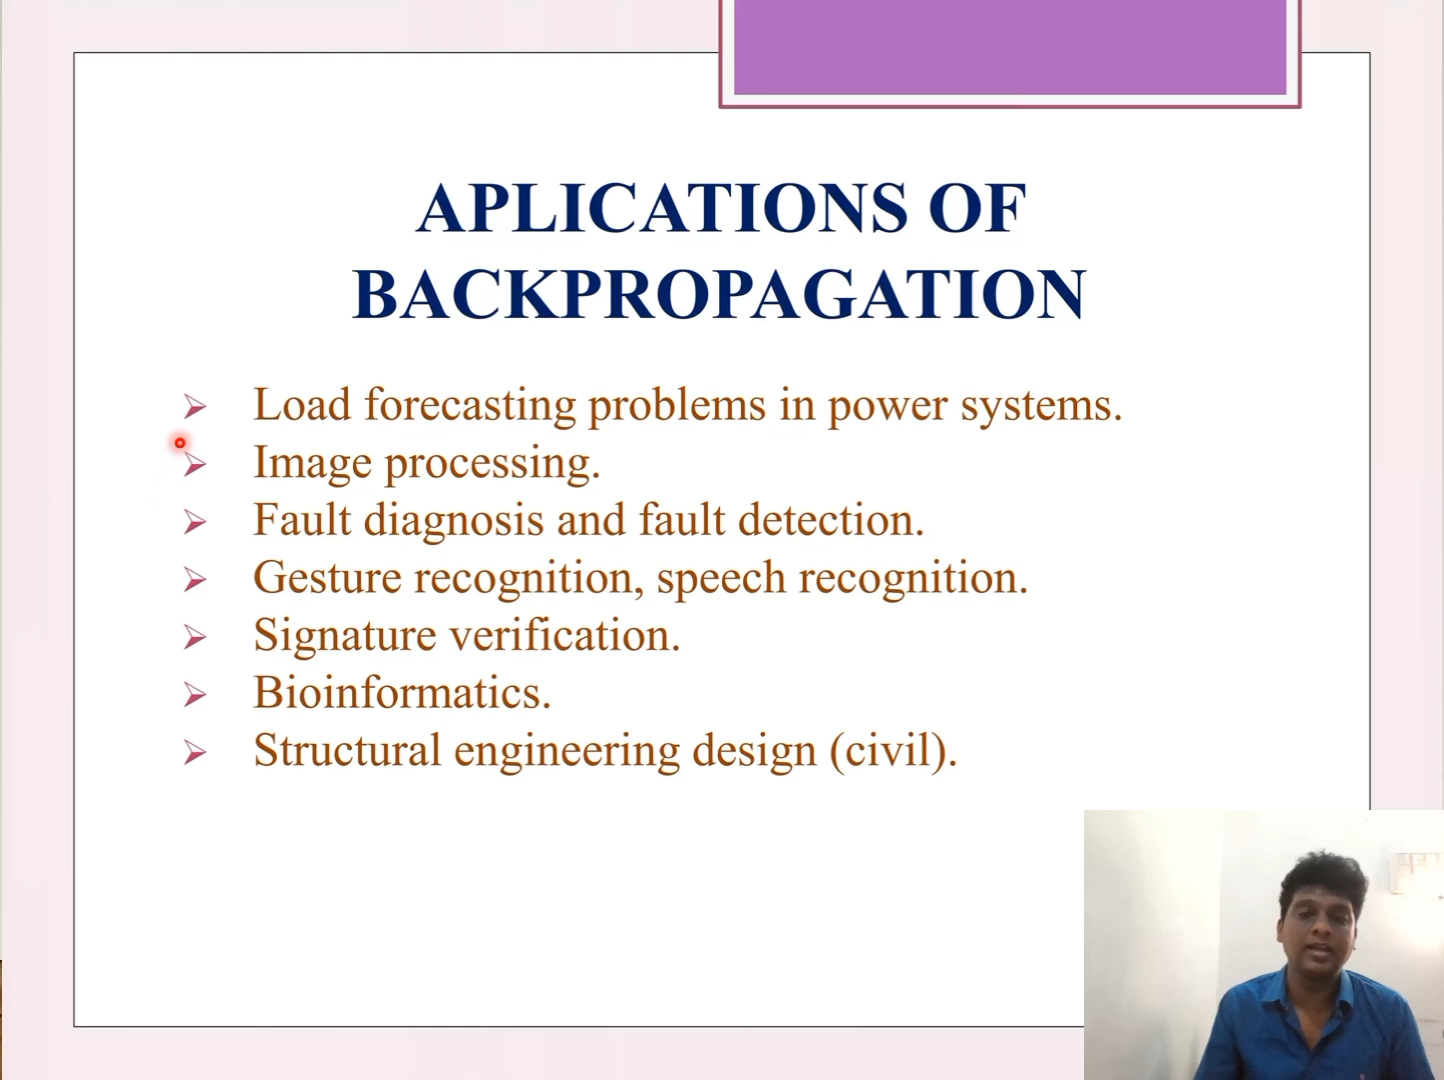 APLICATIONS OF
BACKPROPAGATION
Load forecasting problems in power systems.
Image processing.
Fault diagnosis and fault detection.
Gesture recognition, speech recognition.
Signature verification.
Bioinformatics.
Structural engineering design (civil).